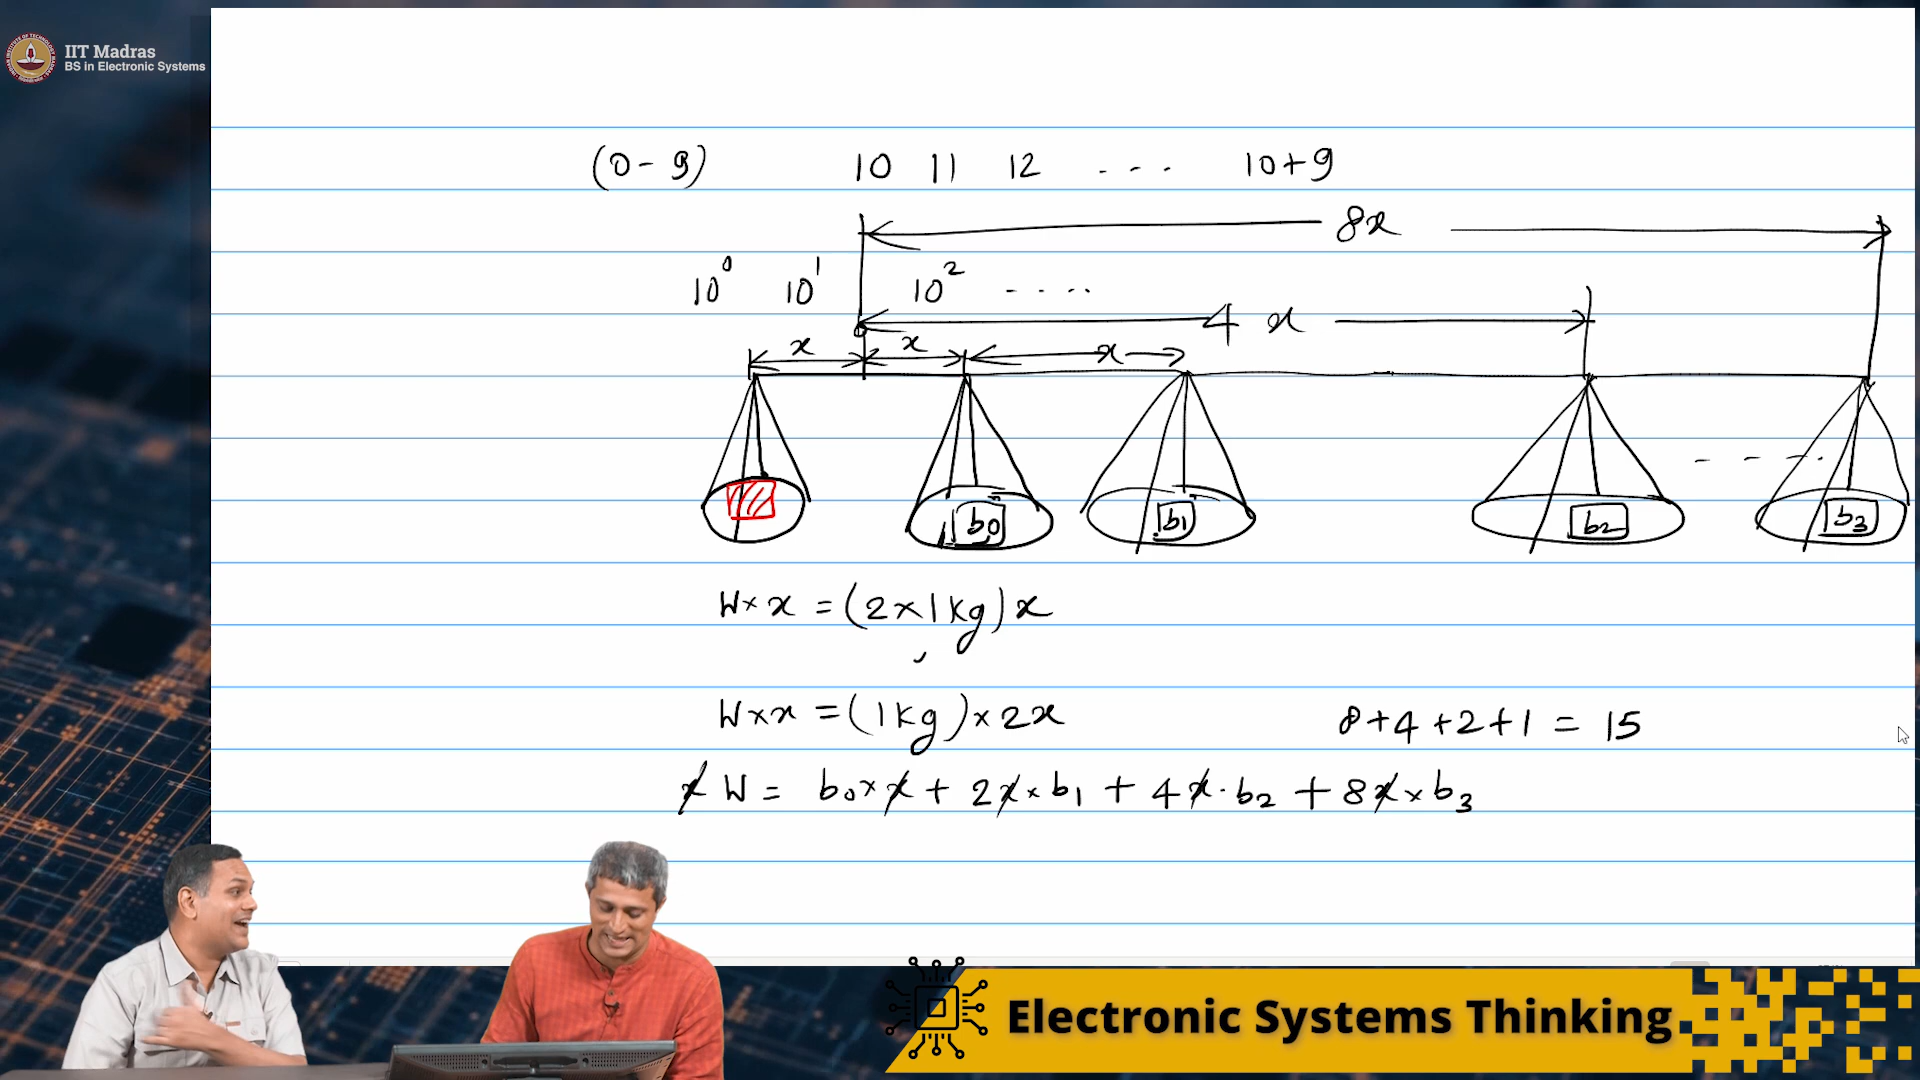 IIT Madras
BS in Electronic Systems
(0 - 9) 10 11 12 ... 10+9
8x
10⁰ 10¹ 10² ....
4 x
x x x
b₀ b₁ b₂ - - - . b₃
W × x = (2 × 1 kg) x
W × x = (1 kg) × 2x 8 + 4 + 2 + 1 = 15
x W = b₀ × x + 2x × b₁ + 4x · b₂ + 8x × b₃
Electronic Systems Thinking